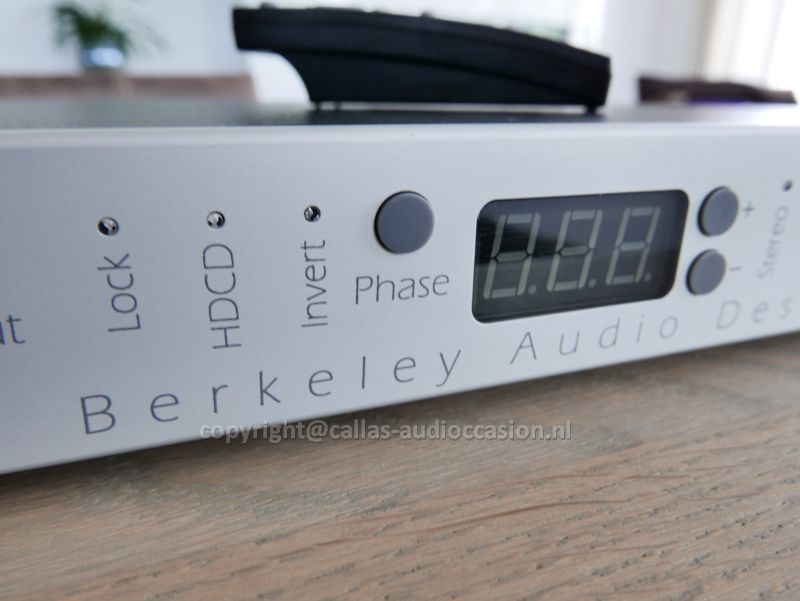 Lock
HDCD
Invert
Phase
+
-
Stereo
Berkeley Audio Des
copyright@callas-audioccasion.nl